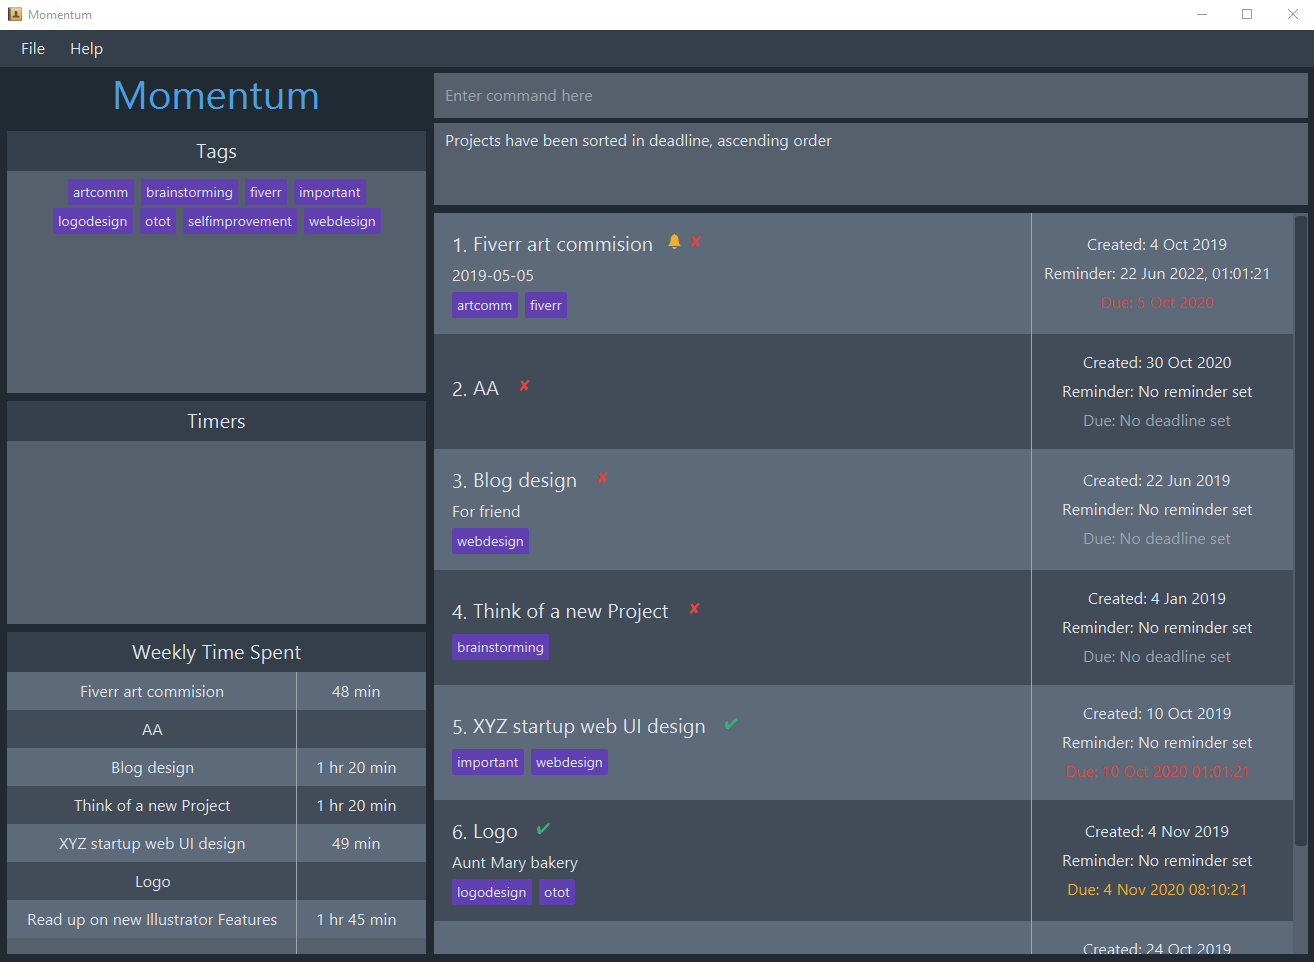 Momentum
File Help
Momentum
Tags
artcomm brainstorming fiverr important
logodesign otot selfimprovement webdesign
Timers
Weekly Time Spent
Fiverr art commision 48 min
AA
Blog design 1 hr 20 min
Think of a new Project 1 hr 20 min
XYZ startup web UI design 49 min
Logo
Read up on new Illustrator Features 1 hr 45 min
Enter command here
Projects have been sorted in deadline, ascending order
1. Fiverr art commision
2019-05-05
artcomm fiverr
Created: 4 Oct 2019
Reminder: 22 Jun 2022, 01:01:21
Due: 5 Oct 2020
2. AA
Created: 30 Oct 2020
Reminder: No reminder set
Due: No deadline set
3. Blog design
For friend
webdesign
Created: 22 Jun 2019
Reminder: No reminder set
Due: No deadline set
4. Think of a new Project
brainstorming
Created: 4 Jan 2019
Reminder: No reminder set
Due: No deadline set
5. XYZ startup web UI design
important webdesign
Created: 10 Oct 2019
Reminder: No reminder set
Due: 10 Oct 2020 01:01:21
6. Logo
Aunt Mary bakery
logodesign otot
Created: 4 Nov 2019
Reminder: No reminder set
Due: 4 Nov 2020 08:10:21
Created: 24 Oct 2019